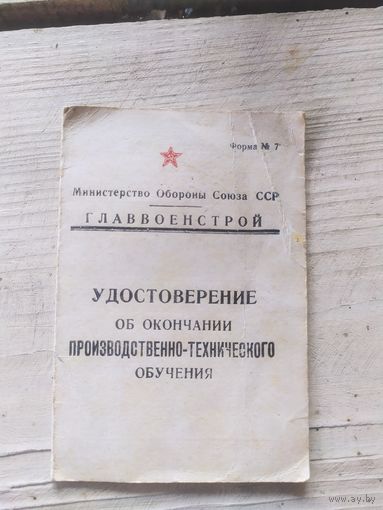 Форма № 7
Министерство Обороны Союза ССР
ГЛАВВОЕНСТРОЙ
УДОСТОВЕРЕНИЕ
ОБ ОКОНЧАНИИ
ПРОИЗВОДСТВЕННО-ТЕХНИЧЕСКОГО
ОБУЧЕНИЯ
www.ay.by